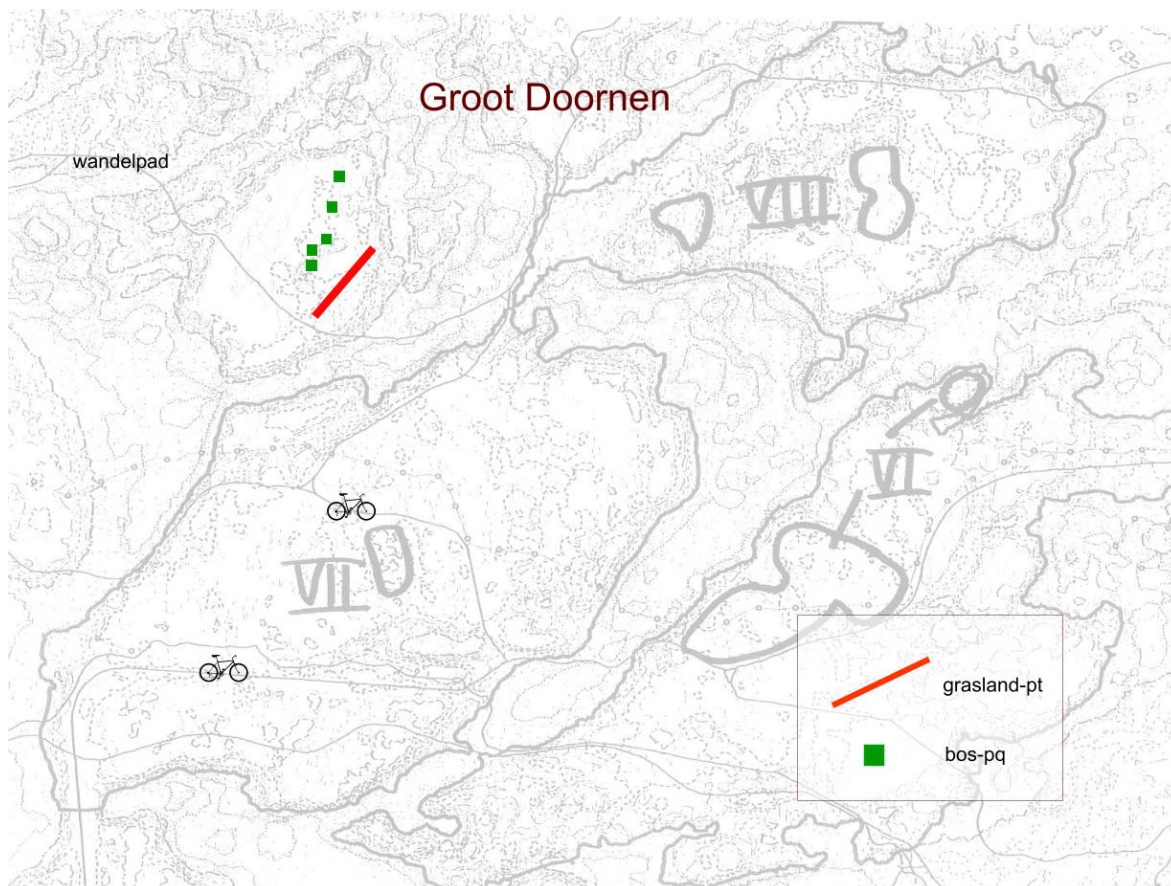 Groot Doornen
wandelpad
VIII
VI
VII
grasland-pt
bos-pq